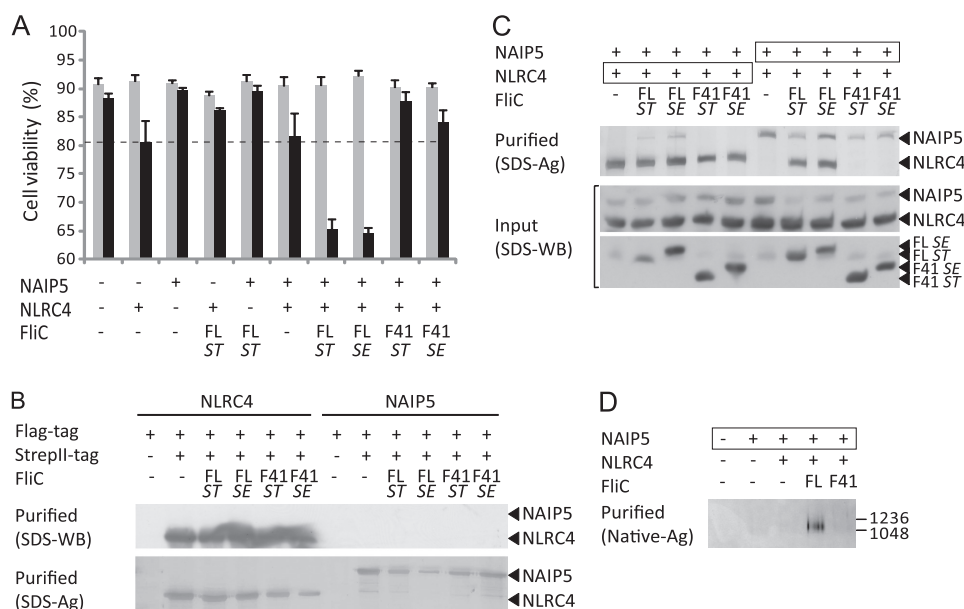 A
100
95
90
85
80
75
70
65
60
Cell viability (%)
NAIP5 - - + - + + + + + +
NLRC4 - + - + - + + + + +
FliC - - - FL FL - FL FL F41 F41
ST ST ST SE ST SE
B
NLRC4 NAIP5
Flag-tag + + + + + + + + + + + +
StrepII-tag - + + + + + - + + + + +
FliC - - FL FL F41 F41 - - FL FL F41 F41
ST SE ST SE ST SE ST SE
Purified
(SDS-WB)
NAIP5
NLRC4
Purified
(SDS-Ag)
NAIP5
NLRC4
C
NAIP5 + + + + + + + + + +
NLRC4 + + + + + + + + + +
FliC - FL FL F41 F41 - FL FL F41 F41
ST SE ST SE ST SE ST SE
Purified
(SDS-Ag)
NAIP5
NLRC4
Input
(SDS-WB)
NAIP5
NLRC4
FL SE
FL ST
F41 SE
F41 ST
D
NAIP5 - + + + +
NLRC4 - - + + +
FliC - - - FL F41
Purified
(Native-Ag)
1236
1048